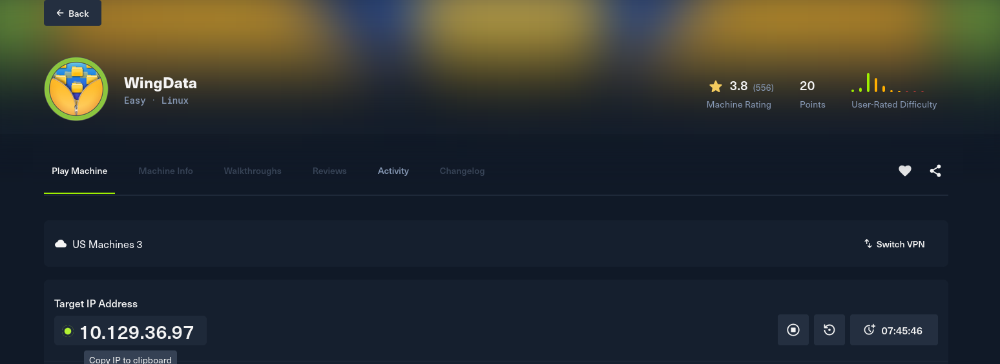 Back
WingData
Easy · Linux
3.8 (556)
Machine Rating
20
Points
User-Rated Difficulty
Play Machine
Machine Info
Walkthroughs
Reviews
Activity
Changelog
US Machines 3
Switch VPN
Target IP Address
10.129.36.97
07:45:46
Copy IP to clipboard